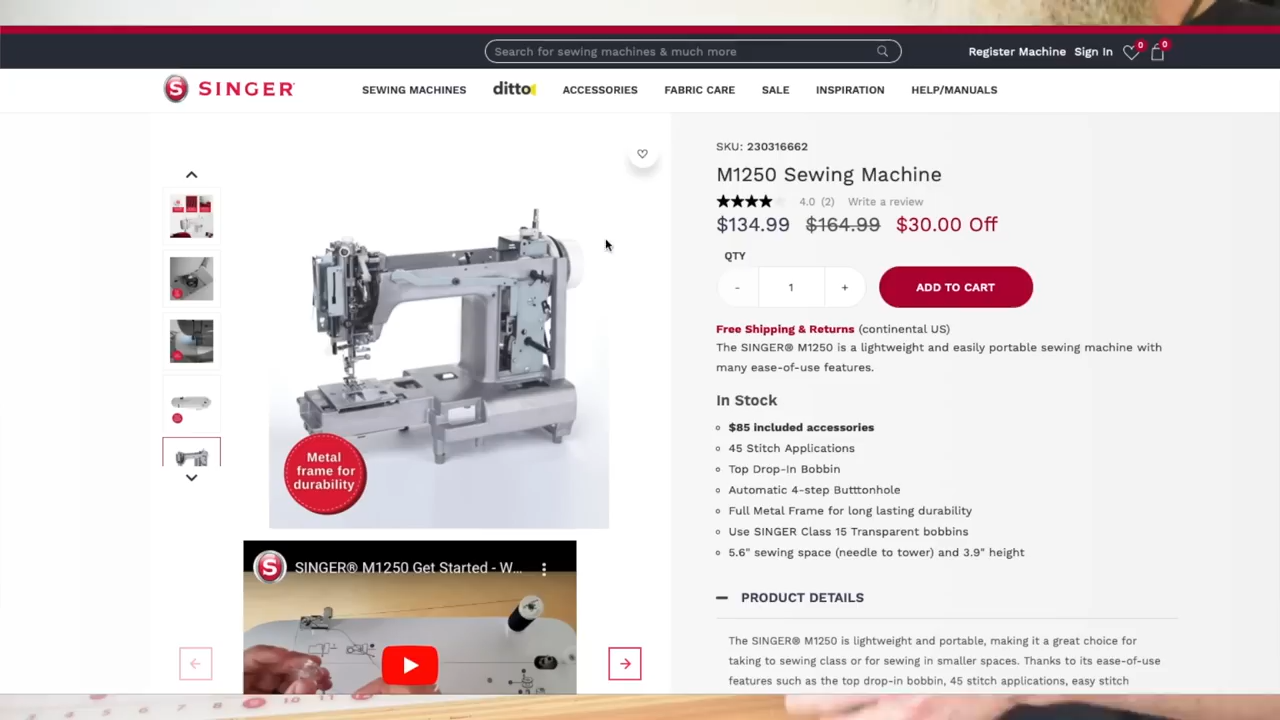 Search for sewing machines & much more
Register Machine Sign In 0 0
S SINGER®
SEWING MACHINES ditto ACCESSORIES FABRIC CARE SALE INSPIRATION HELP/MANUALS
Metal
frame for
durability
S SINGER® M1250 Get Started - W...
SKU: 230316662
M1250 Sewing Machine
4.0 (2) Write a review
$134.99 $164.99 $30.00 Off
QTY
- 1 + ADD TO CART
Free Shipping & Returns (continental US)
The SINGER® M1250 is a lightweight and easily portable sewing machine with
many ease-of-use features.
In Stock
$85 included accessories
45 Stitch Applications
Top Drop-In Bobbin
Automatic 4-step Butttonhole
Full Metal Frame for long lasting durability
Use SINGER Class 15 Transparent bobbins
5.6" sewing space (needle to tower) and 3.9" height
PRODUCT DETAILS
The SINGER® M1250 is lightweight and portable, making it a great choice for
taking to sewing class or for sewing in smaller spaces. Thanks to its ease-of-use
features such as the top drop-in bobbin, 45 stitch applications, easy stitch
7 8 9 10 11 12